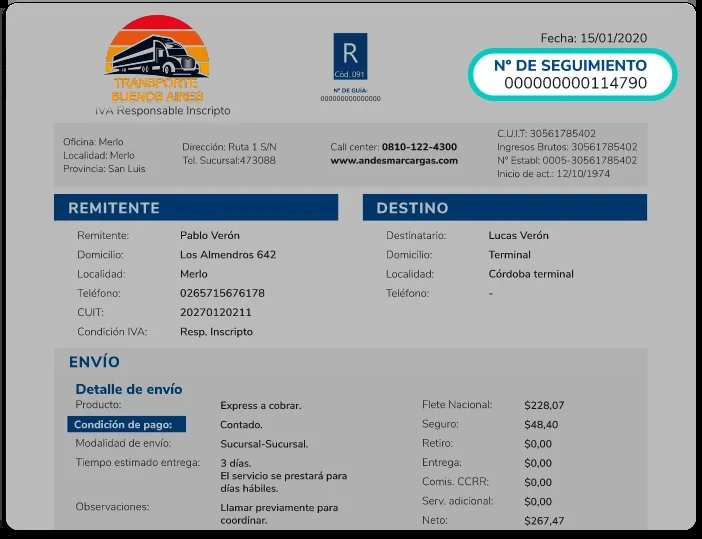 TRANSPORTE
BUENOS AIRES
IVA Responsable Inscripto
R
Cód. 091
Nº DE GUÍA:
000000000000000
Fecha: 15/01/2020
Nº DE SEGUIMIENTO
000000000114790
Oficina: Merlo
Localidad: Merlo
Provincia: San Luis
Dirección: Ruta 1 S/N
Tel. Sucursal:473088
Call center: 0810-122-4300
www.andesmarcargas.com
C.U.I.T: 30561785402
Ingresos Brutos: 30561785402
Nº Establ: 0005-30561785402
Inicio de act.: 12/10/1974
REMITENTE
Remitente: Pablo Verón
Domicilio: Los Almendros 642
Localidad: Merlo
Teléfono: 0265715676178
CUIT: 20270120211
Condición IVA: Resp. Inscripto
DESTINO
Destinatario: Lucas Verón
Domicilio: Terminal
Localidad: Córdoba terminal
Teléfono: -
ENVÍO
Detalle de envío
Producto: Express a cobrar.
Condición de pago: Contado.
Modalidad de envío: Sucursal-Sucursal.
Tiempo estimado entrega: 3 días.
El servicio se prestará para
días hábiles.
Observaciones: Llamar previamente para
coordinar.
Flete Nacional: $228,07
Seguro: $48,40
Retiro: $0,00
Entrega: $0,00
Comis. CCRR: $0,00
Serv. adicional: $0,00
Neto: $267,47